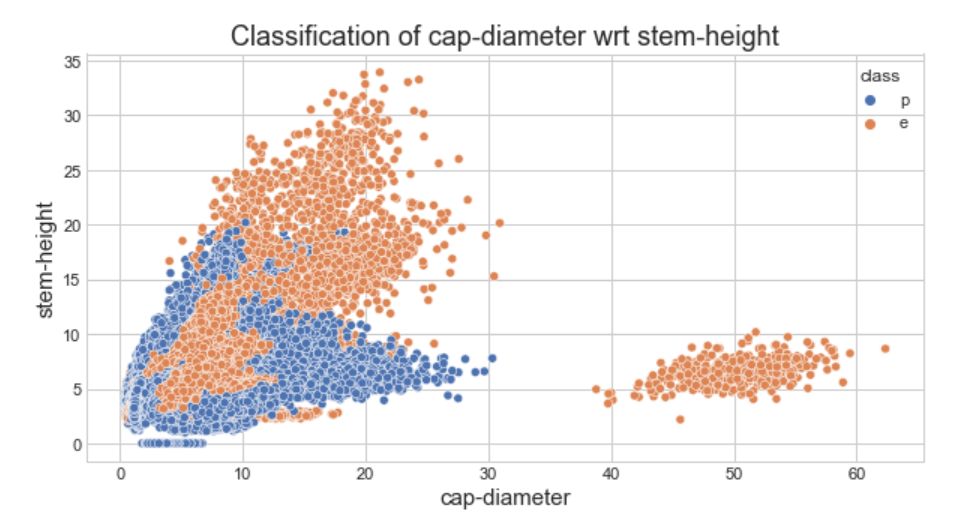 Classification of cap-diameter wrt stem-height
35
30
25
20
15
10
5
0
stem-height
class
p
e
0 10 20 30 40 50 60
cap-diameter